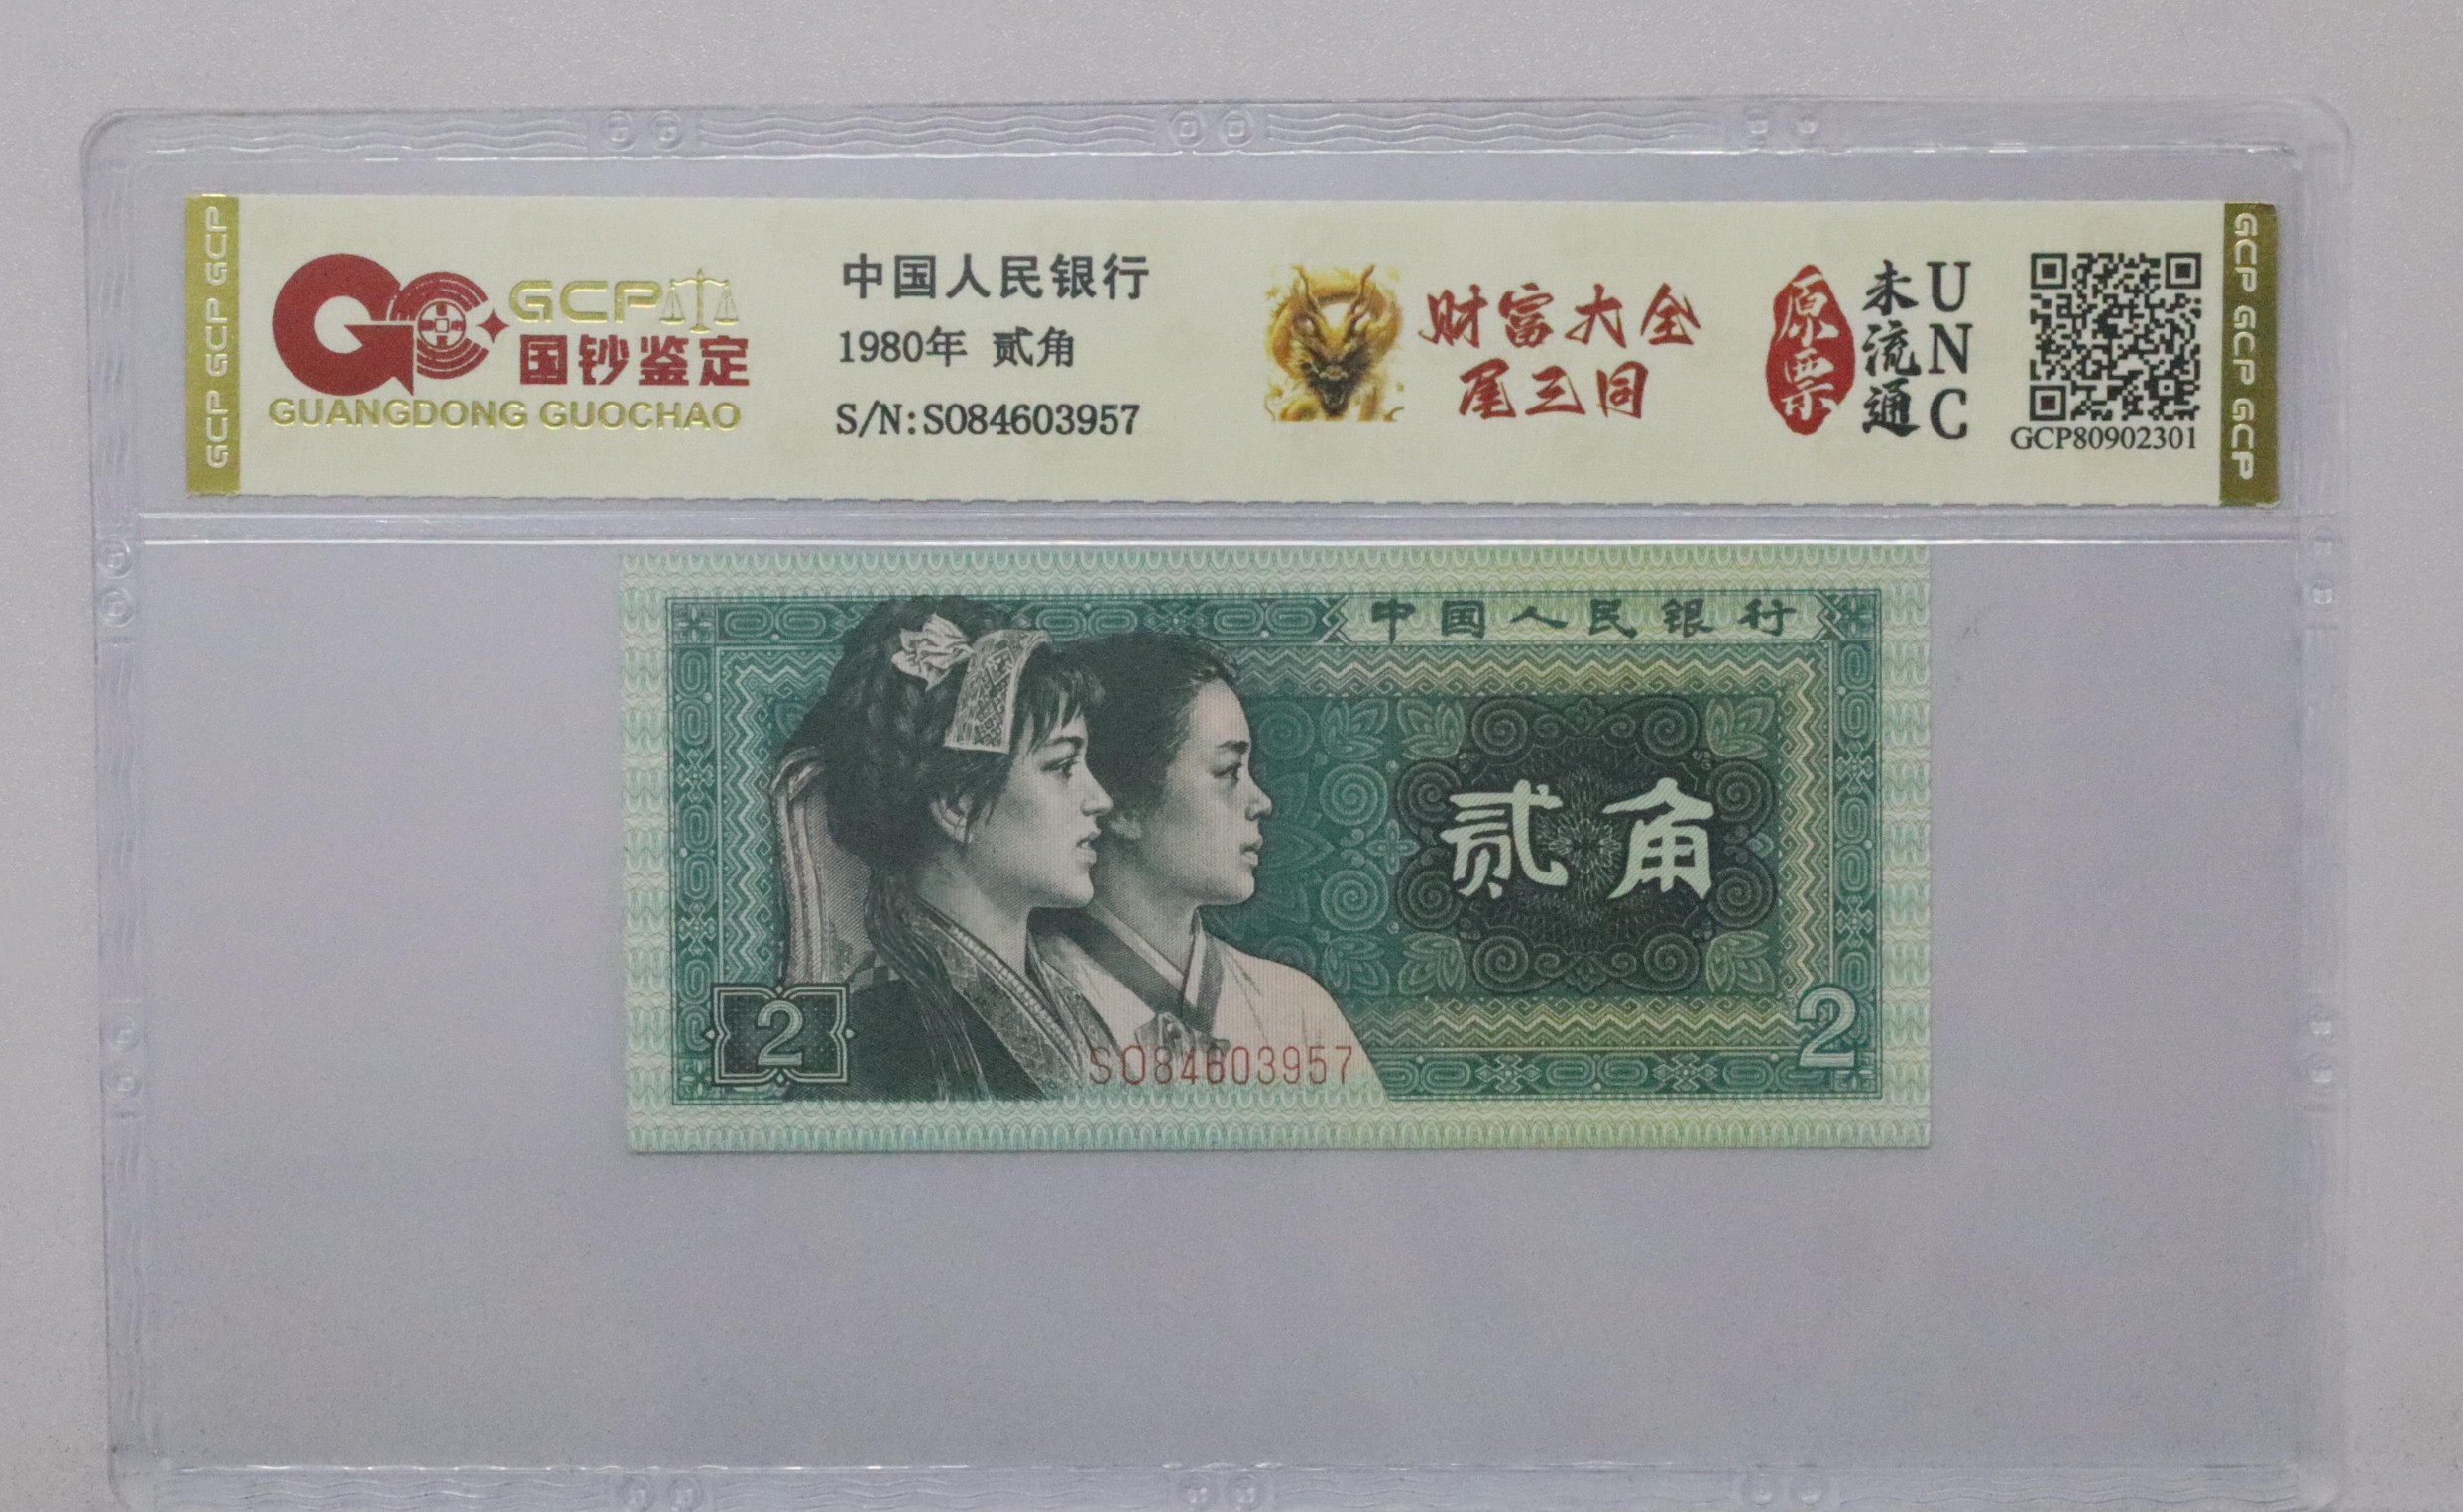 GCP GCP GCP
GCP
国钞鉴定
GUANGDONG GUOCHAO
中国人民银行
1980年 贰角
S/N:SO84603957
财富大全
尾三同
原票
未流通
UNC
GCP80902301
GCP GCP GCP
中国人民银行
贰角
2
SO84603957
2